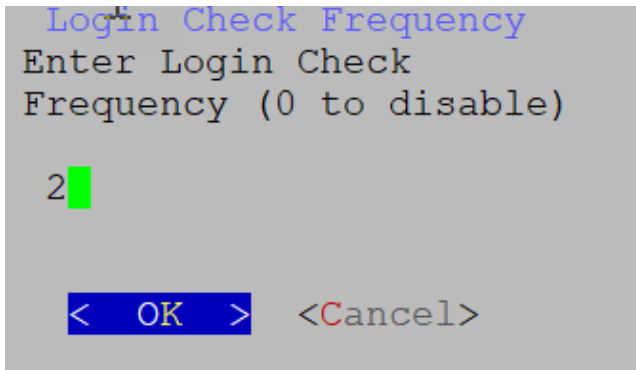 Login Check Frequency
Enter Login Check
Frequency (0 to disable)
2
< OK > <Cancel>